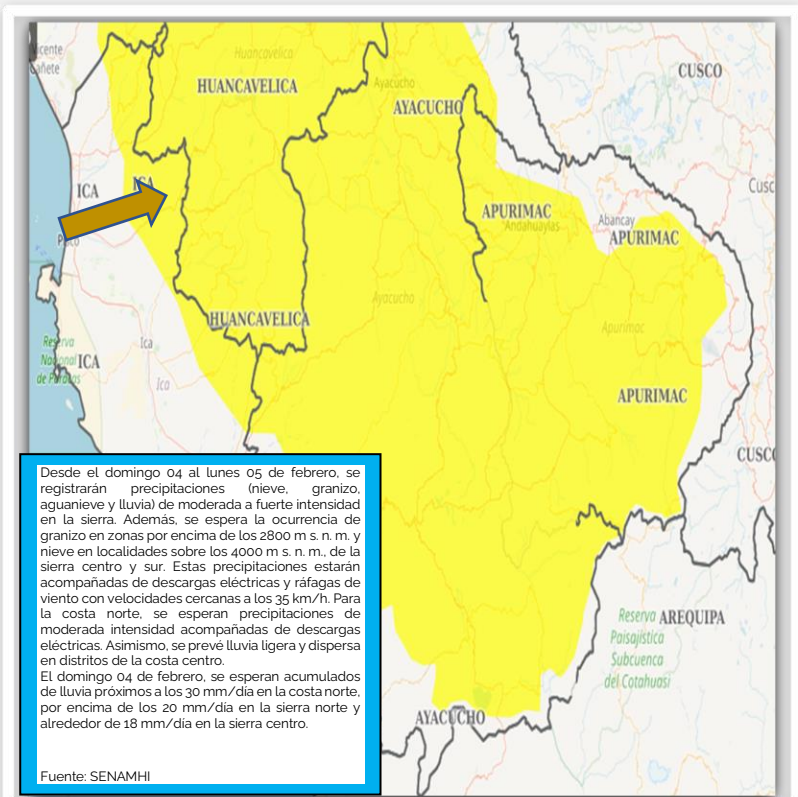 Vicente
Cañete
Huancavelica
CUSCO
HUANCAVELICA
Ayacucho
AYACUCHO
Cusc
ICA
ICA
APURIMAC
Andahuaylas
Abancay
APURIMAC
Pisco
Ayacucho
HUANCAVELICA
Apurimac
Reserva
Nacional
de Paracas
ICA
Ica
Ica
APURIMAC
CUSCO
Desde el domingo 04 al lunes 05 de febrero, se
registrarán precipitaciones (nieve, granizo,
aguanieve y lluvia) de moderada a fuerte intensidad
en la sierra. Además, se espera la ocurrencia de
granizo en zonas por encima de los 2800 m s. n. m. y
nieve en localidades sobre los 4000 m s. n. m., de la
sierra centro y sur. Estas precipitaciones estarán
acompañadas de descargas eléctricas y ráfagas de
viento con velocidades cercanas a los 35 km/h. Para
la costa norte, se esperan precipitaciones de
moderada intensidad acompañadas de descargas
eléctricas. Asimismo, se prevé lluvia ligera y dispersa
en distritos de la costa centro.
El domingo 04 de febrero, se esperan acumulados
de lluvia próximos a los 30 mm/día en la costa norte,
por encima de los 20 mm/día en la sierra norte y
alrededor de 18 mm/día en la sierra centro.
Fuente: SENAMHI
Reserva
Paisajística
Subcuenca
del Cotahuasi
AREQUIPA
AYACUCHO